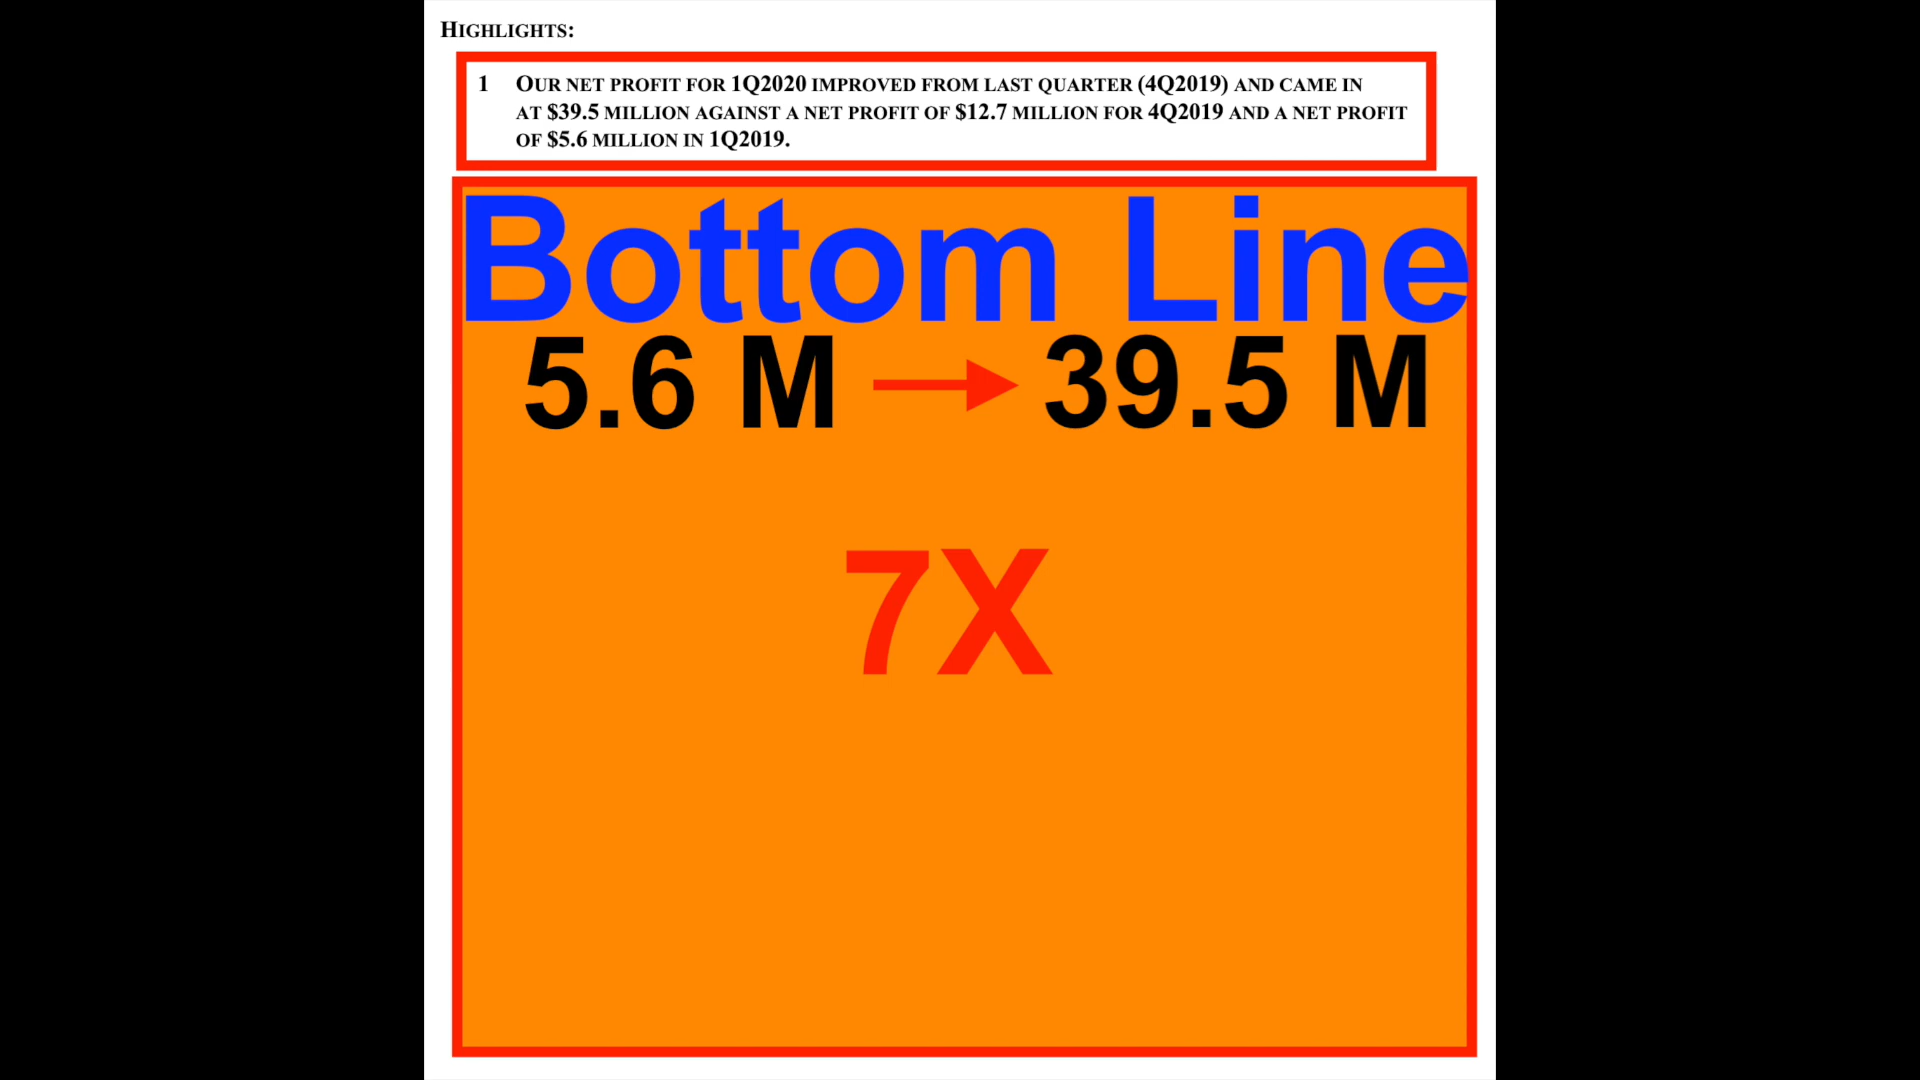 HIGHLIGHTS:
1 OUR NET PROFIT FOR 1Q2020 IMPROVED FROM LAST QUARTER (4Q2019) AND CAME IN
AT $39.5 MILLION AGAINST A NET PROFIT OF $12.7 MILLION FOR 4Q2019 AND A NET PROFIT
OF $5.6 MILLION IN 1Q2019.
Bottom Line
5.6 M → 39.5 M
7X